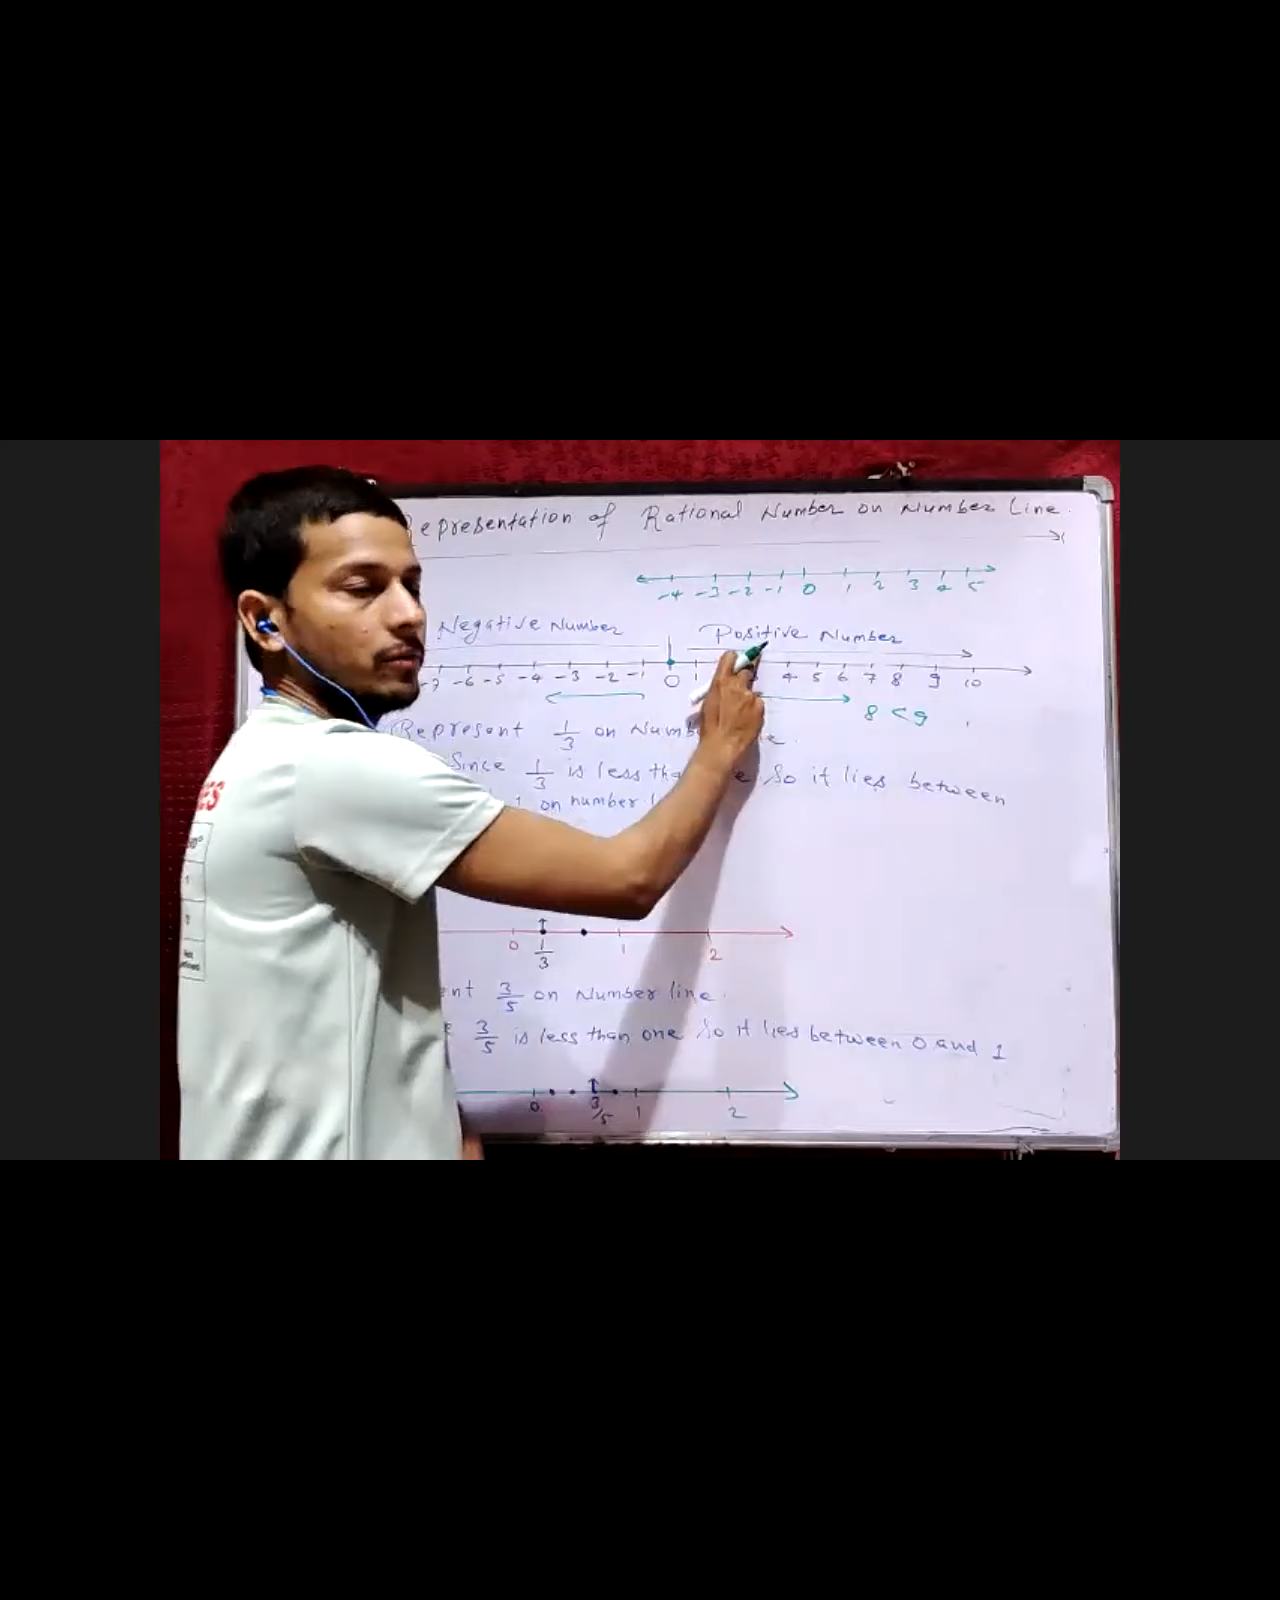 Representation of Rational Number on Number Line.
-4 -3 -2 -1 0 1 2 3 4 5
Negative Number Positive Number
-7 -6 -5 -4 -3 -2 -1 0 1 4 5 6 7 8 9 10
8 < 9
Represent 1/3 on
Since 1/3 is less So it lies between
1 on number
0 1/3 1 2
3/5 on Number line.
3/5 is less than one So it lies between 0 and 1
0 3/5 1 2
ES